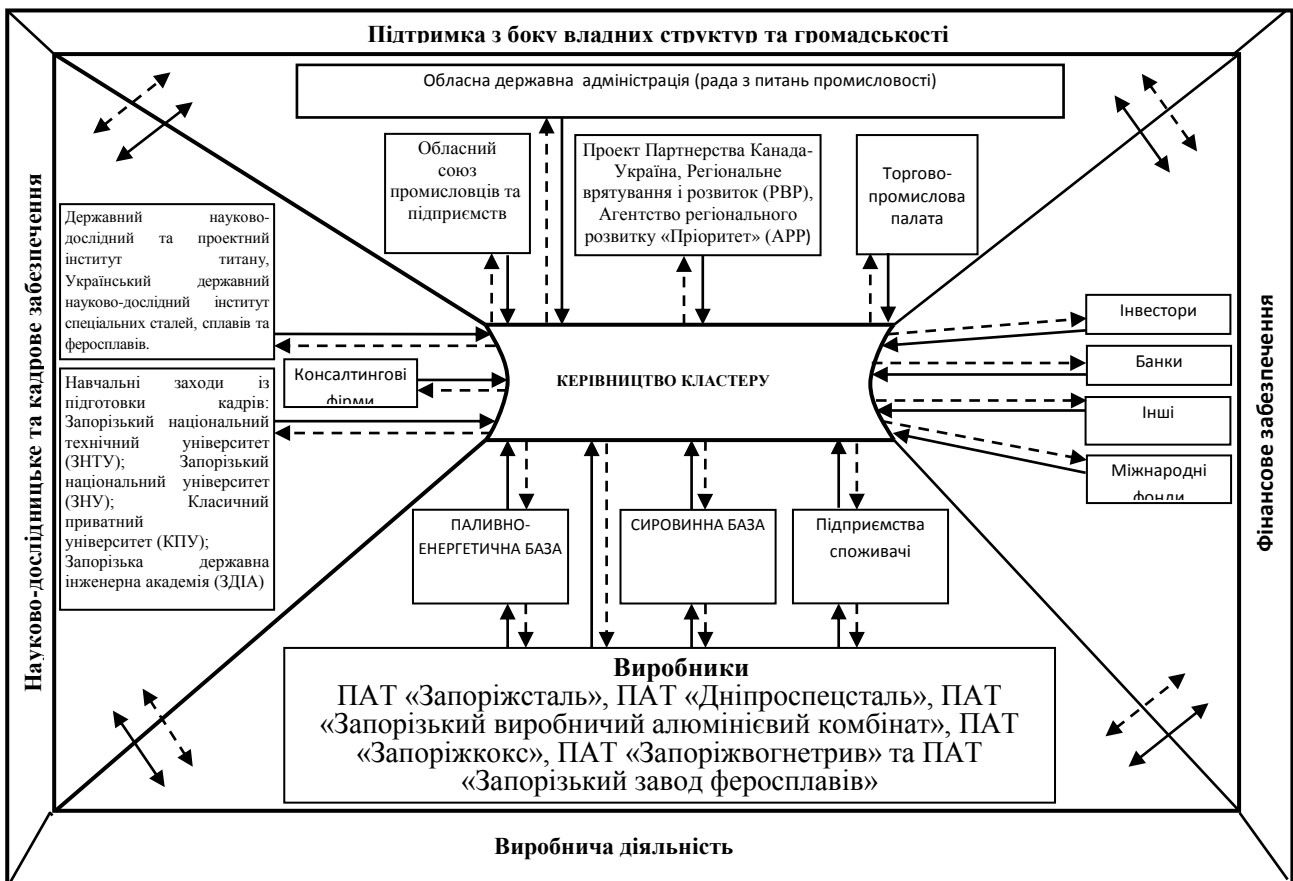 Підтримка з боку владних структур та громадськості
Обласна державна адміністрація (рада з питань промисловості)
Обласний
союз
промисловців та
підприємств
Проект Партнерства Канада-
Україна, Регіональне
врятування і розвиток (РВР),
Агентство регіонального
розвитку «Пріоритет» (АРР)
Торгово-
промислова
палата
Науково-дослідницьке та кадрове забезпечення
Державний науково-
дослідний та проектний
інститут титану,
Український державний
науково-дослідний інститут
спеціальних сталей, сплавів та
феросплавів.
Навчальні заходи із
підготовки кадрів:
Запорізький національний
технічний університет
(ЗНТУ); Запорізький
національний університет
(ЗНУ); Класичний
приватний
університет (КПУ);
Запорізька державна
інженерна академія (ЗДІА)
Консалтингові
фірми
КЕРІВНИЦТВО КЛАСТЕРУ
Інвестори
Банки
Інші
Міжнародні
фонди
Фінансове забезпечення
ПАЛИВНО-
ЕНЕРГЕТИЧНА БАЗА
СИРОВИННА БАЗА
Підприємства
споживачі
Виробники
ПАТ «Запоріжсталь», ПАТ «Дніпроспецсталь», ПАТ
«Запорізький виробничий алюмінієвий комбінат», ПАТ
«Запоріжкокс», ПАТ «Запоріжвогнетрив» та ПАТ
«Запорізький завод феросплавів»
Виробнича діяльність